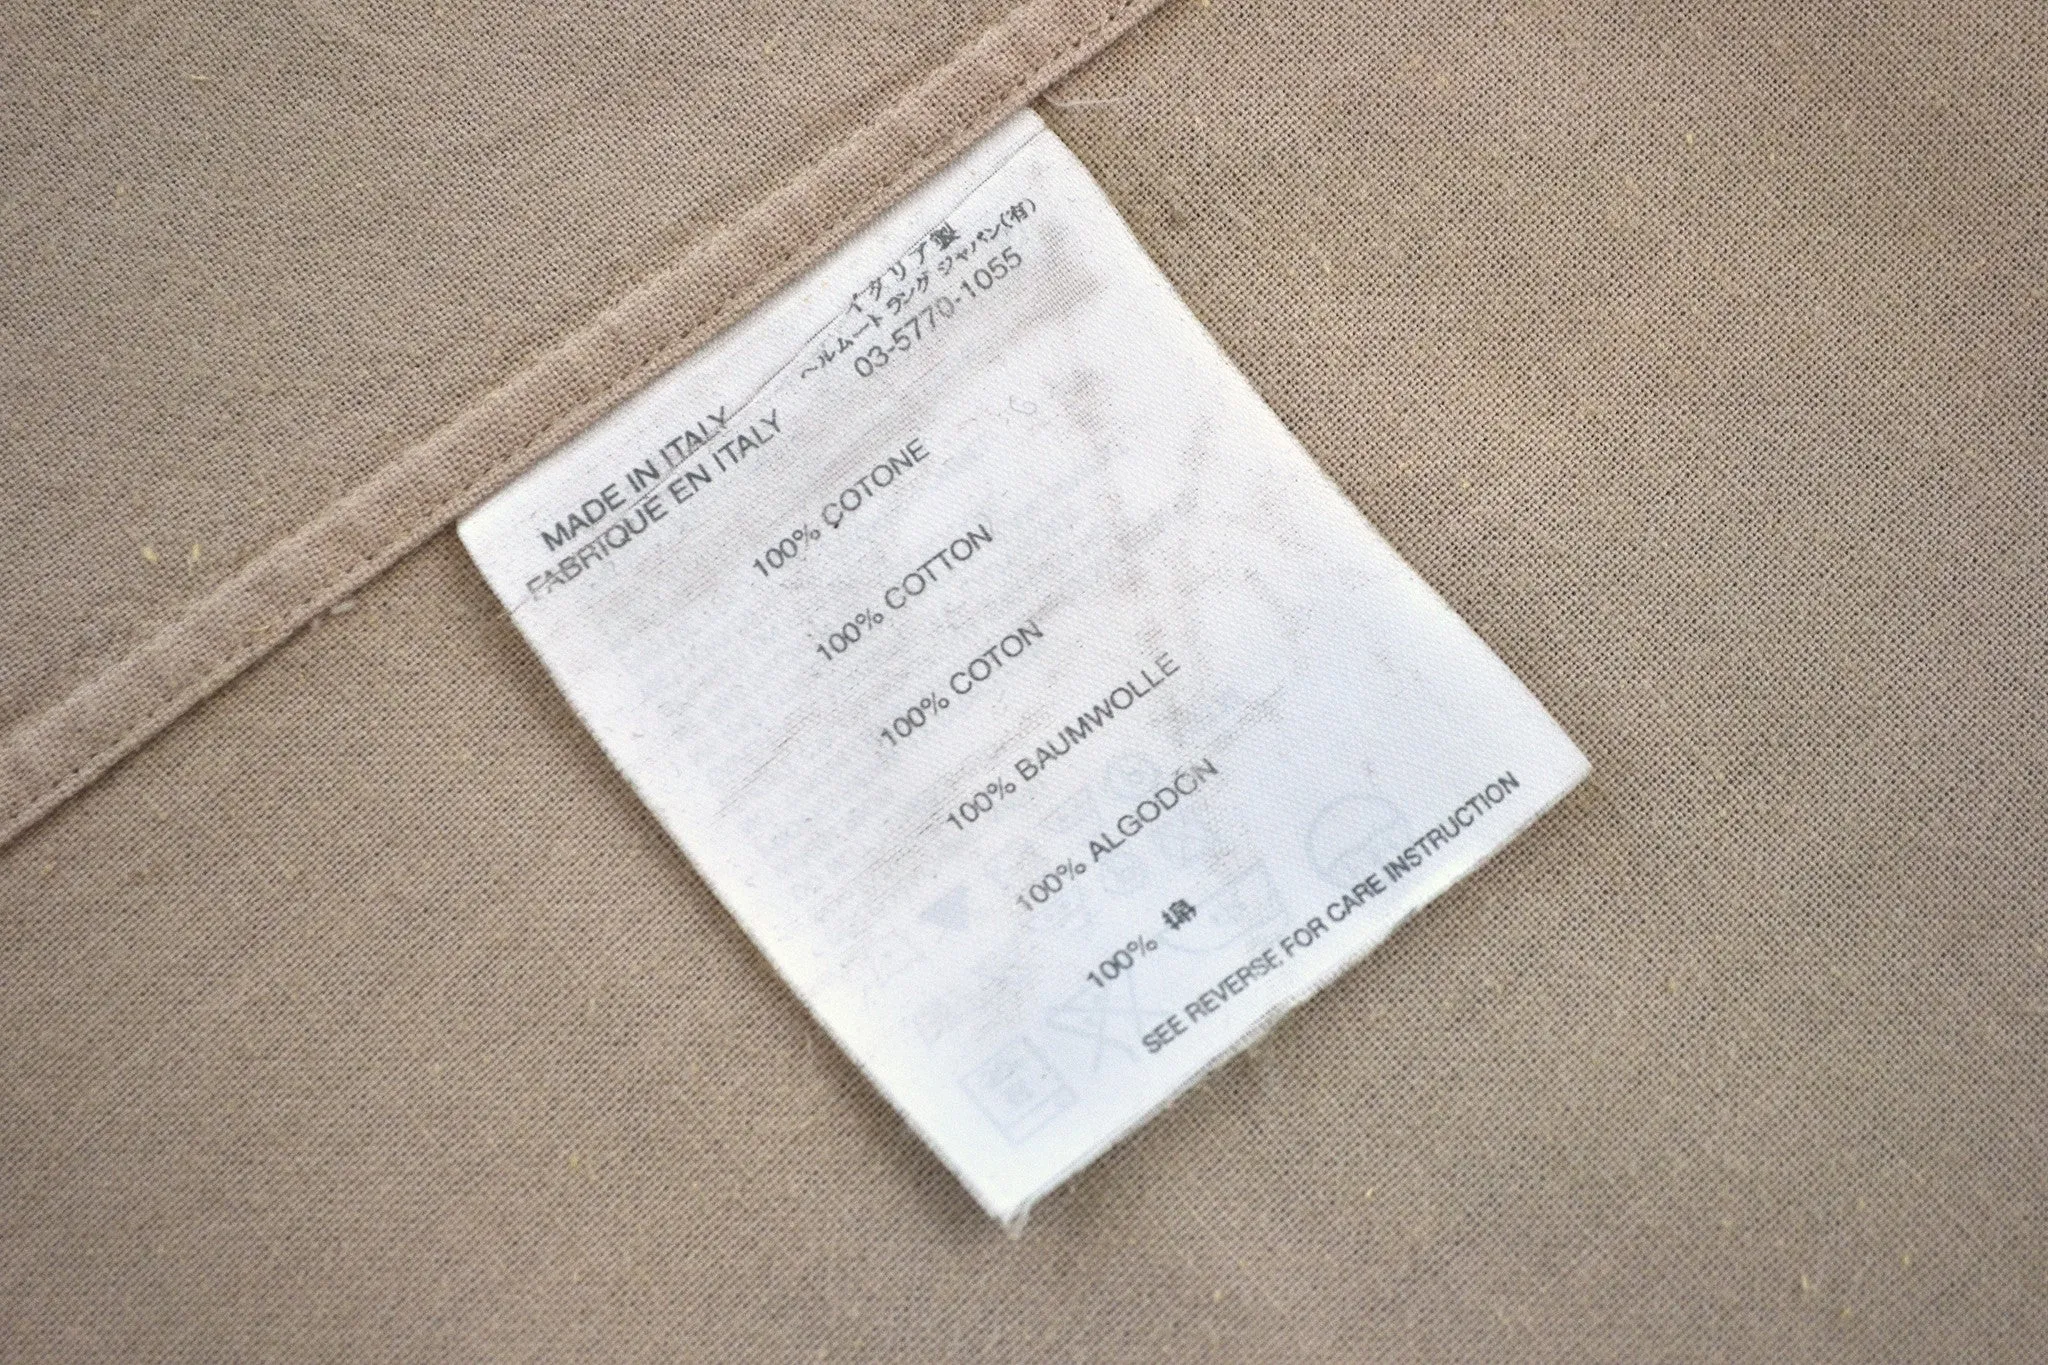 イタリア製
ヘルムート ラング ジャパン(有)
03-5770-1055
MADE IN ITALY
FABRIQUE EN ITALY
100% COTONE
100% COTTON
100% COTON
100% BAUMWOLLE
100% ALGODÓN
100% 綿
SEE REVERSE FOR CARE INSTRUCTION